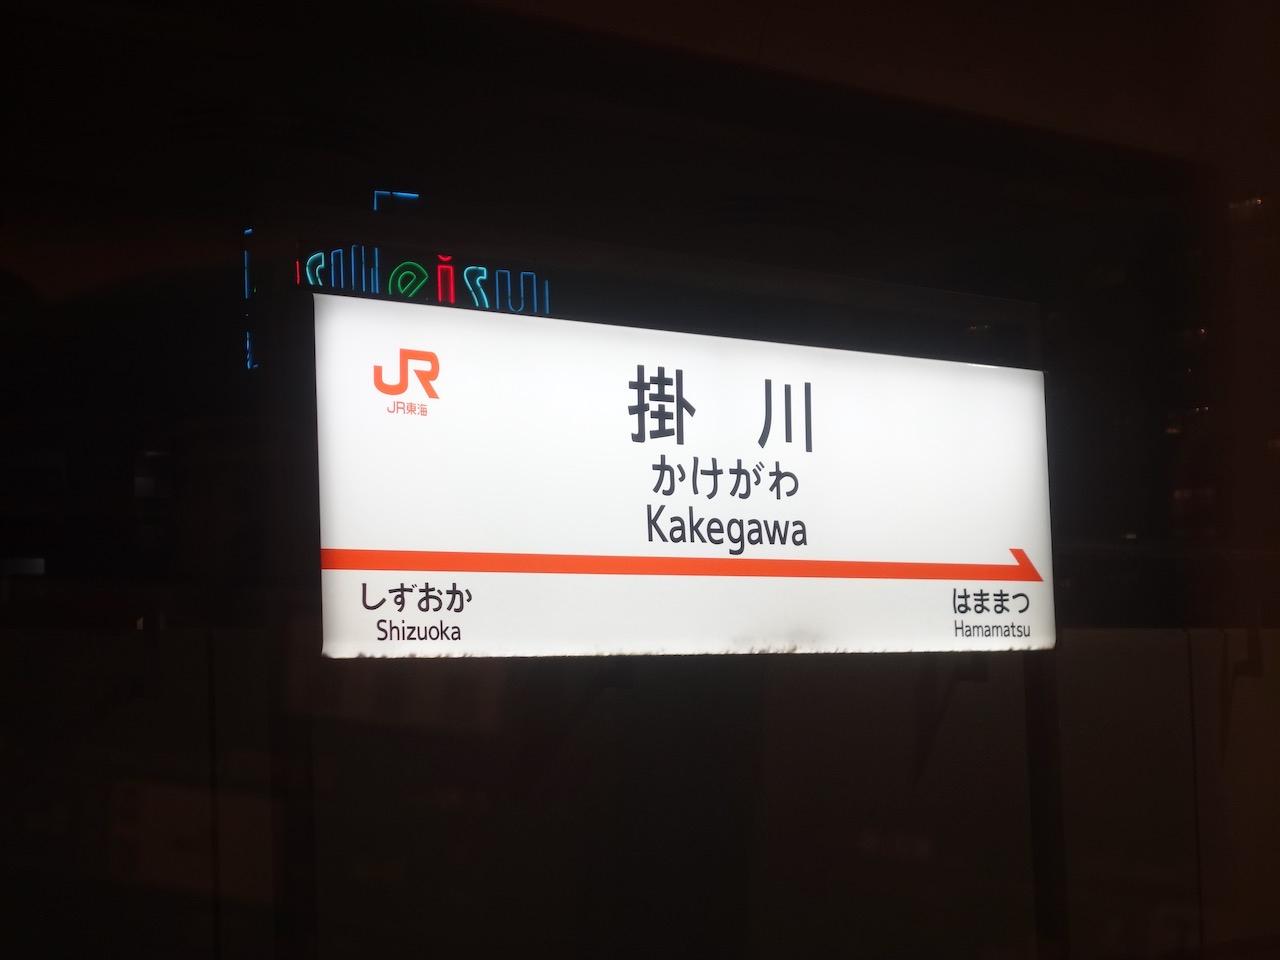 JR
JR東海
掛川
かけがわ
Kakegawa
しずおか
Shizuoka
はままつ
Hamamatsu